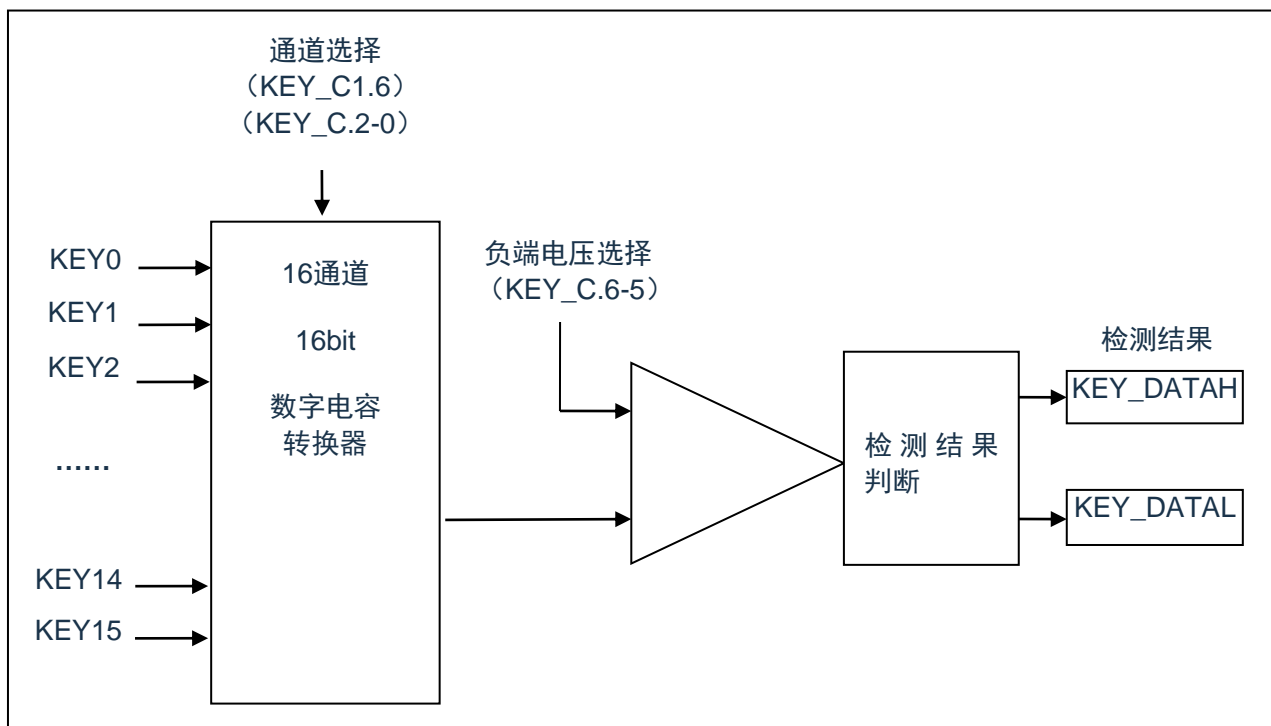 通道选择
（KEY_C1.6）
（KEY_C.2-0）
KEY0
KEY1
KEY2
......
KEY14
KEY15
16通道
16bit
数字电容
转换器
负端电压选择
（KEY_C.6-5）
检测结果
判断
检测结果
KEY_DATAH
KEY_DATAL